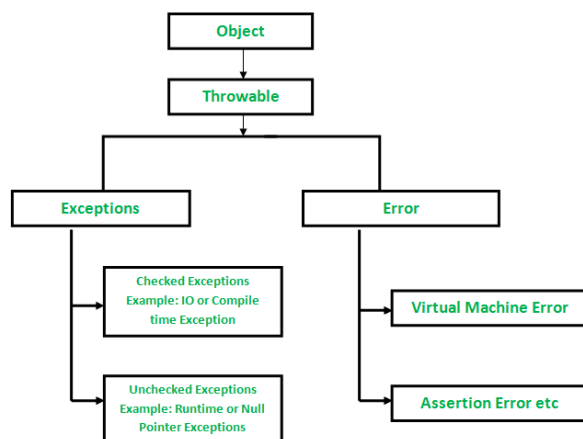 Object
Throwable
Exceptions
Error
Checked Exceptions
Example: IO or Compile
time Exception
Virtual Machine Error
Unchecked Exceptions
Example: Runtime or Null
Pointer Exceptions
Assertion Error etc